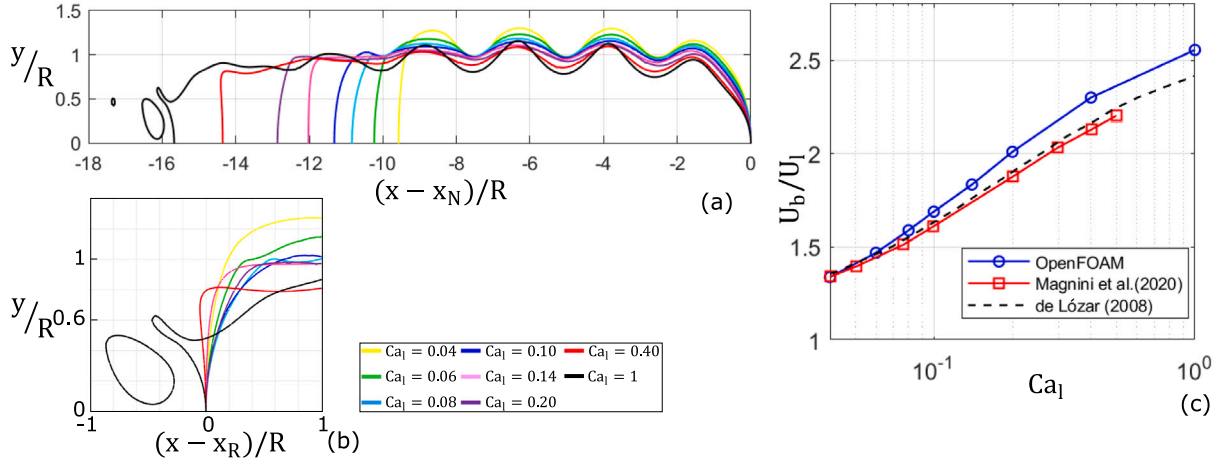 1.5
1
0.5
0
y/R
-18 -16 -14 -12 -10 -8 -6 -4 -2 0
(x − x_N)/R
(a)
1
0.6
0
y/R
-1 0 1
(x − x_R)/R
(b)
Ca_l = 0.04 Ca_l = 0.10 Ca_l = 0.40
Ca_l = 0.06 Ca_l = 0.14 Ca_l = 1
Ca_l = 0.08 Ca_l = 0.20
2.5
2
1.5
1
U_b/U_l
OpenFOAM
Magnini et al.(2020)
de Lózar (2008)
10^-1 10^0
Ca_l
(c)